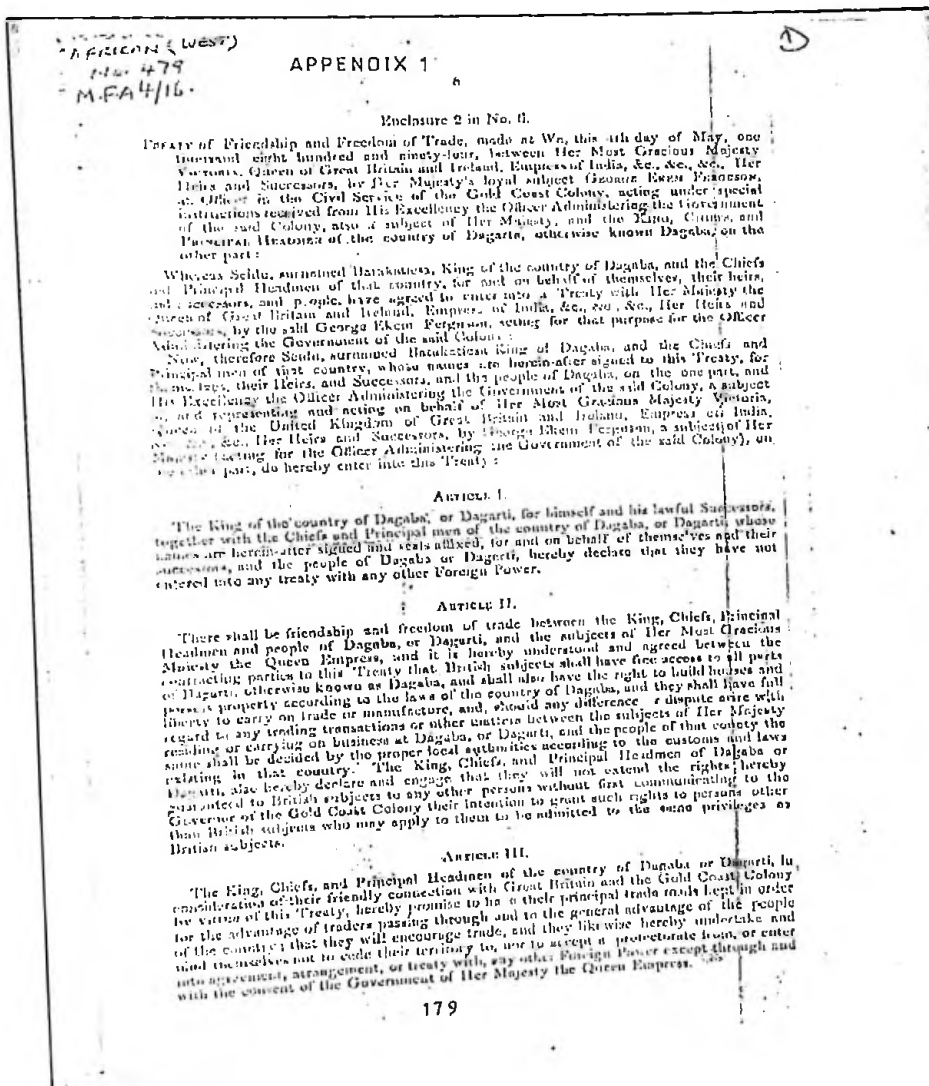 AFRICAN (WEST)
No. 479
M.F.A 4/16.
1
APPENDIX 1
Enclosure 2 in No. 6.
TREATY of Friendship and Freedom of Trade, made at Wa, this 4th day of May, one
thousand eight hundred and ninety-four, between Her Most Gracious Majesty
VICTORIA, Queen of Great Britain and Ireland, Empress of India, &c., &c., &c., Her
Heirs and Successors, by Her Majesty's loyal subject GEORGE EKEM FERGUSON,
an Officer in the Civil Service of the Gold Coast Colony, acting under special
instructions received from His Excellency the Officer Administering the Government
of the said Colony, also a subject of Her Majesty, and the KING, CHIEFS, and
PRINCIPAL HEADMEN of the country of Dagarta, otherwise known Dagaba, on the
other part:
Whereas Seidu, surnamed, King of the country of Dagaba, and the Chiefs
and Principal Headmen of that country, for and on behalf of themselves, their heirs,
and successors, and people, have agreed to enter into a Treaty with Her Majesty the
Queen of Great Britain and Ireland, Empress of India, &c., &c., &c., Her Heirs and
Successors, by the said George Ekem Ferguson, acting for that purpose for the Officer
Administering the Government of the said Colony:
Now, therefore Seidu, surnamed King of Dagaba, and the Chiefs and
Principal men of that country, whose names are herein-after signed to this Treaty, for
themselves, their Heirs, and Successors, and the people of Dagaba, on the one part, and
His Excellency the Officer Administering the Government of the said Colony, a subject
of, and representing and acting on behalf of Her Most Gracious Majesty Victoria,
Queen of the United Kingdom of Great Britain and Ireland, Empress of India,
&c., &c., &c., Her Heirs and Successors, by George Ekem Ferguson, a subject of Her
Majesty (acting for the Officer Administering the Government of the said Colony), on
the other part, do hereby enter into this Treaty:
ARTICLE I.
The King of the country of Dagaba, or Dagarti, for himself and his lawful Successors,
together with the Chiefs and Principal men of the country of Dagaba, or Dagarti, whose
names are herein-after signed and seals affixed, for and on behalf of themselves and their
successors, and the people of Dagaba or Dagarti, hereby declare that they have not
entered into any treaty with any other Foreign Power.
ARTICLE II.
There shall be friendship and freedom of trade between the King, Chiefs, Principal
Headmen and people of Dagaba, or Dagarti, and the subjects of Her Most Gracious
Majesty the Queen Empress, and it is hereby understood and agreed between the
contracting parties to this Treaty that British subjects shall have free access to all parts
of Dagarti, otherwise known as Dagaba, and shall also have the right to build houses and
possess property according to the laws of the country of Dagaba, and they shall have full
liberty to carry on trade or manufacture, and, should any difference or dispute arise with
regard to any trading transactions or other matters between the subjects of Her Majesty
residing or carrying on business at Dagaba, or Dagarti, and the people of that country the
same shall be decided by the proper local authorities according to the customs and laws
existing in that country. The King, Chiefs, and Principal Headmen of Dagaba or
Dagarti, also hereby declare and engage that they will not extend the rights hereby
guaranteed to British subjects to any other persons without first communicating to the
Governor of the Gold Coast Colony their intention to grant such rights to persons other
than British subjects who may apply to them to be admitted to the same privileges as
British subjects.
ARTICLE III.
The King, Chiefs, and Principal Headmen of the country of Dagaba or Dagarti, in
consideration of their friendly connection with Great Britain and the Gold Coast Colony
by virtue of this Treaty, hereby promise to have their principal trade roads kept in order
for the advantage of traders passing through and to the general advantage of the people
of the country; that they will encourage trade, and they likewise hereby undertake and
bind themselves not to cede their territory to, nor to accept a protectorate from, or enter
into agreement, arrangement, or treaty with, any other Foreign Power except through and
with the consent of the Government of Her Majesty the Queen Empress.
179